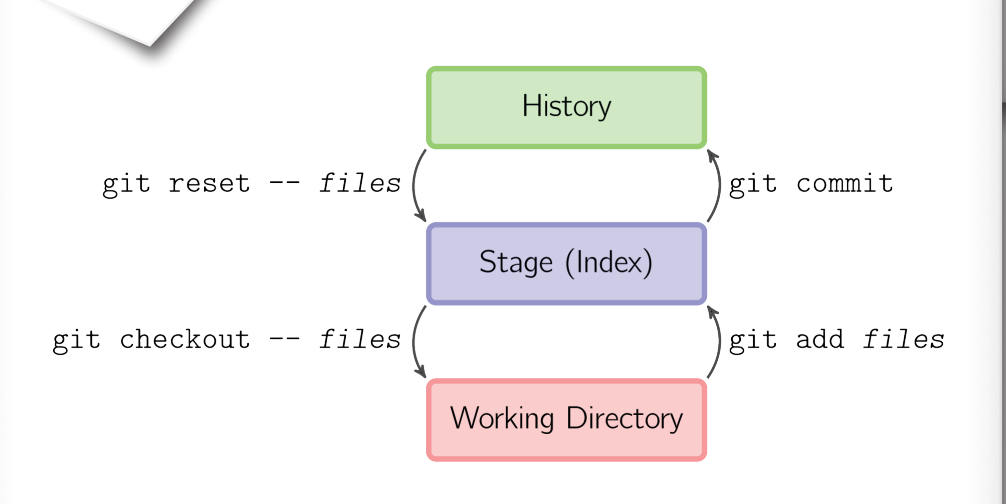 History
git reset -- files
git commit
Stage (Index)
git checkout -- files
git add files
Working Directory